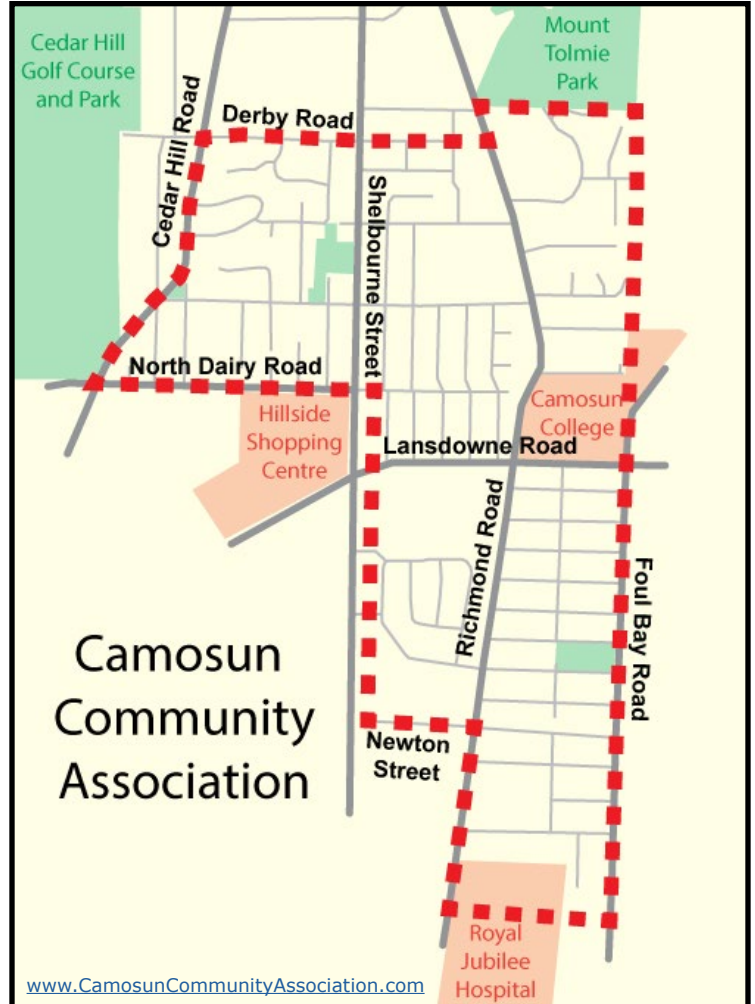 Cedar Hill
Golf Course
and Park
Mount
Tolmie
Park
Cedar Hill Road
Derby Road
Shelbourne Street
North Dairy Road
Hillside
Shopping
Centre
Camosun
College
Lansdowne Road
Richmond Road
Foul Bay Road
Camosun
Community
Association
Newton
Street
Royal
Jubilee
Hospital
www.CamosunCommunityAssociation.com